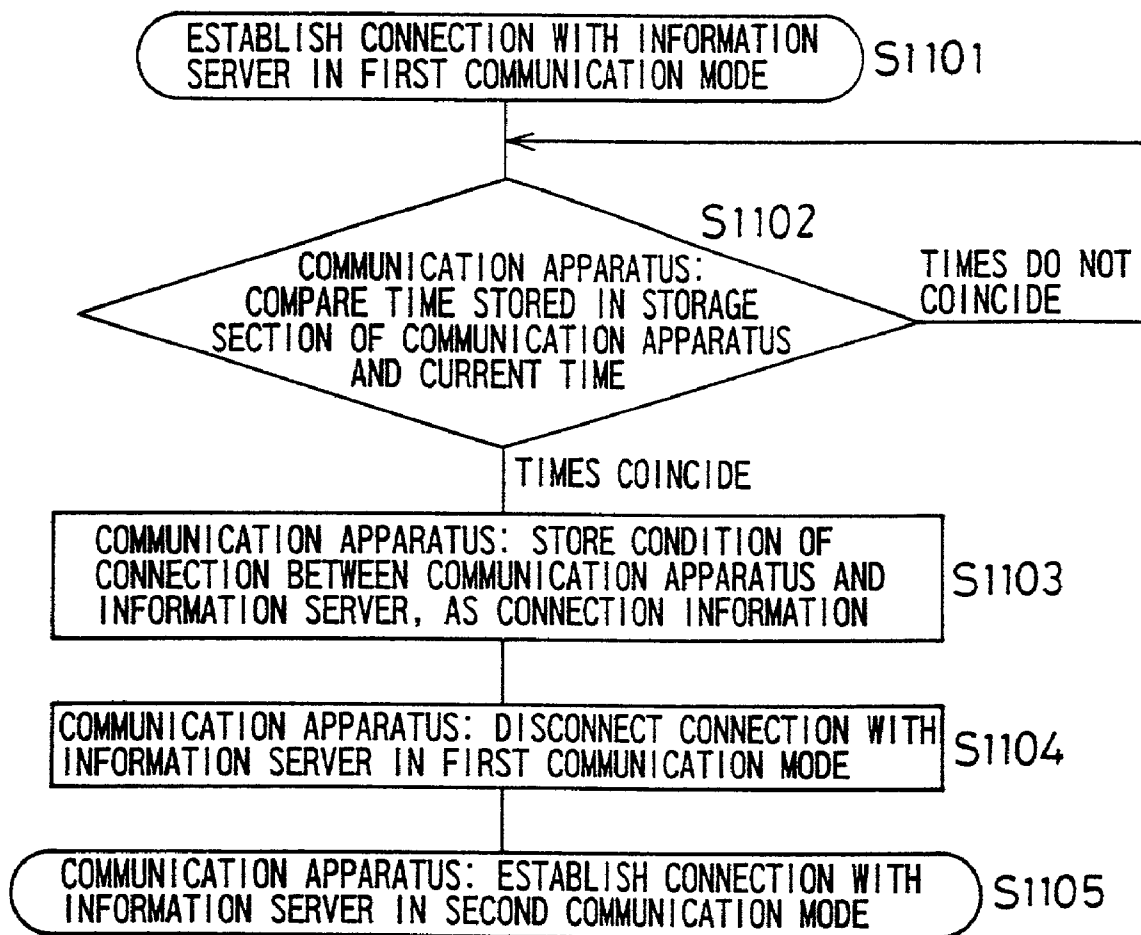 ESTABLISH CONNECTION WITH INFORMATION
SERVER IN FIRST COMMUNICATION MODE
S1101
S1102
COMMUNICATION APPARATUS:
COMPARE TIME STORED IN STORAGE
SECTION OF COMMUNICATION APPARATUS
AND CURRENT TIME
TIMES DO NOT
COINCIDE
TIMES COINCIDE
COMMUNICATION APPARATUS: STORE CONDITION OF
CONNECTION BETWEEN COMMUNICATION APPARATUS AND
INFORMATION SERVER, AS CONNECTION INFORMATION
S1103
COMMUNICATION APPARATUS: DISCONNECT CONNECTION WITH
INFORMATION SERVER IN FIRST COMMUNICATION MODE
S1104
COMMUNICATION APPARATUS: ESTABLISH CONNECTION WITH
INFORMATION SERVER IN SECOND COMMUNICATION MODE
S1105